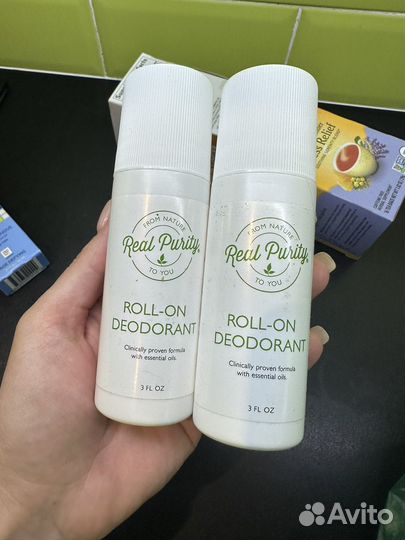 FROM NATURE
Real Purity®
TO YOU
ROLL-ON
DEODORANT
Clinically proven formula
with essential oils.
3 FL OZ
FROM NATURE
Real Purity®
TO YOU
ROLL-ON
DEODORANT
Clinically proven formula
with essential oils.
3 FL OZ
Relief
Avito